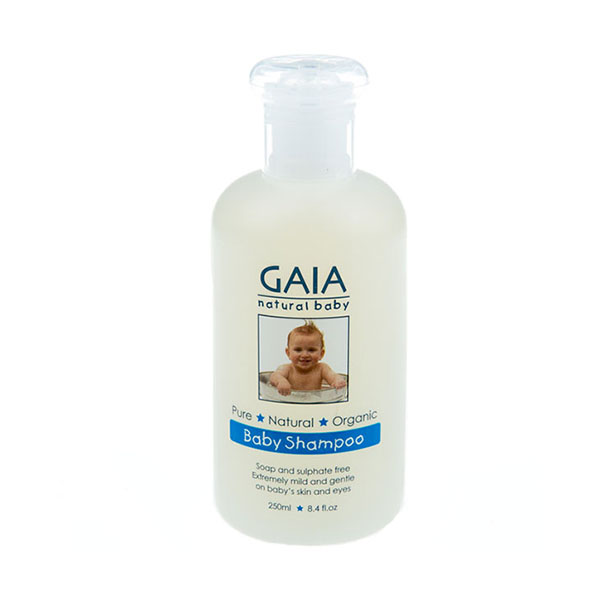 GAIA
natural baby
Pure ★ Natural ★ Organic
Baby Shampoo
Soap and sulphate free
Extremely mild and gentle
on baby's skin and eyes
250ml ★ 8.4 fl.oz